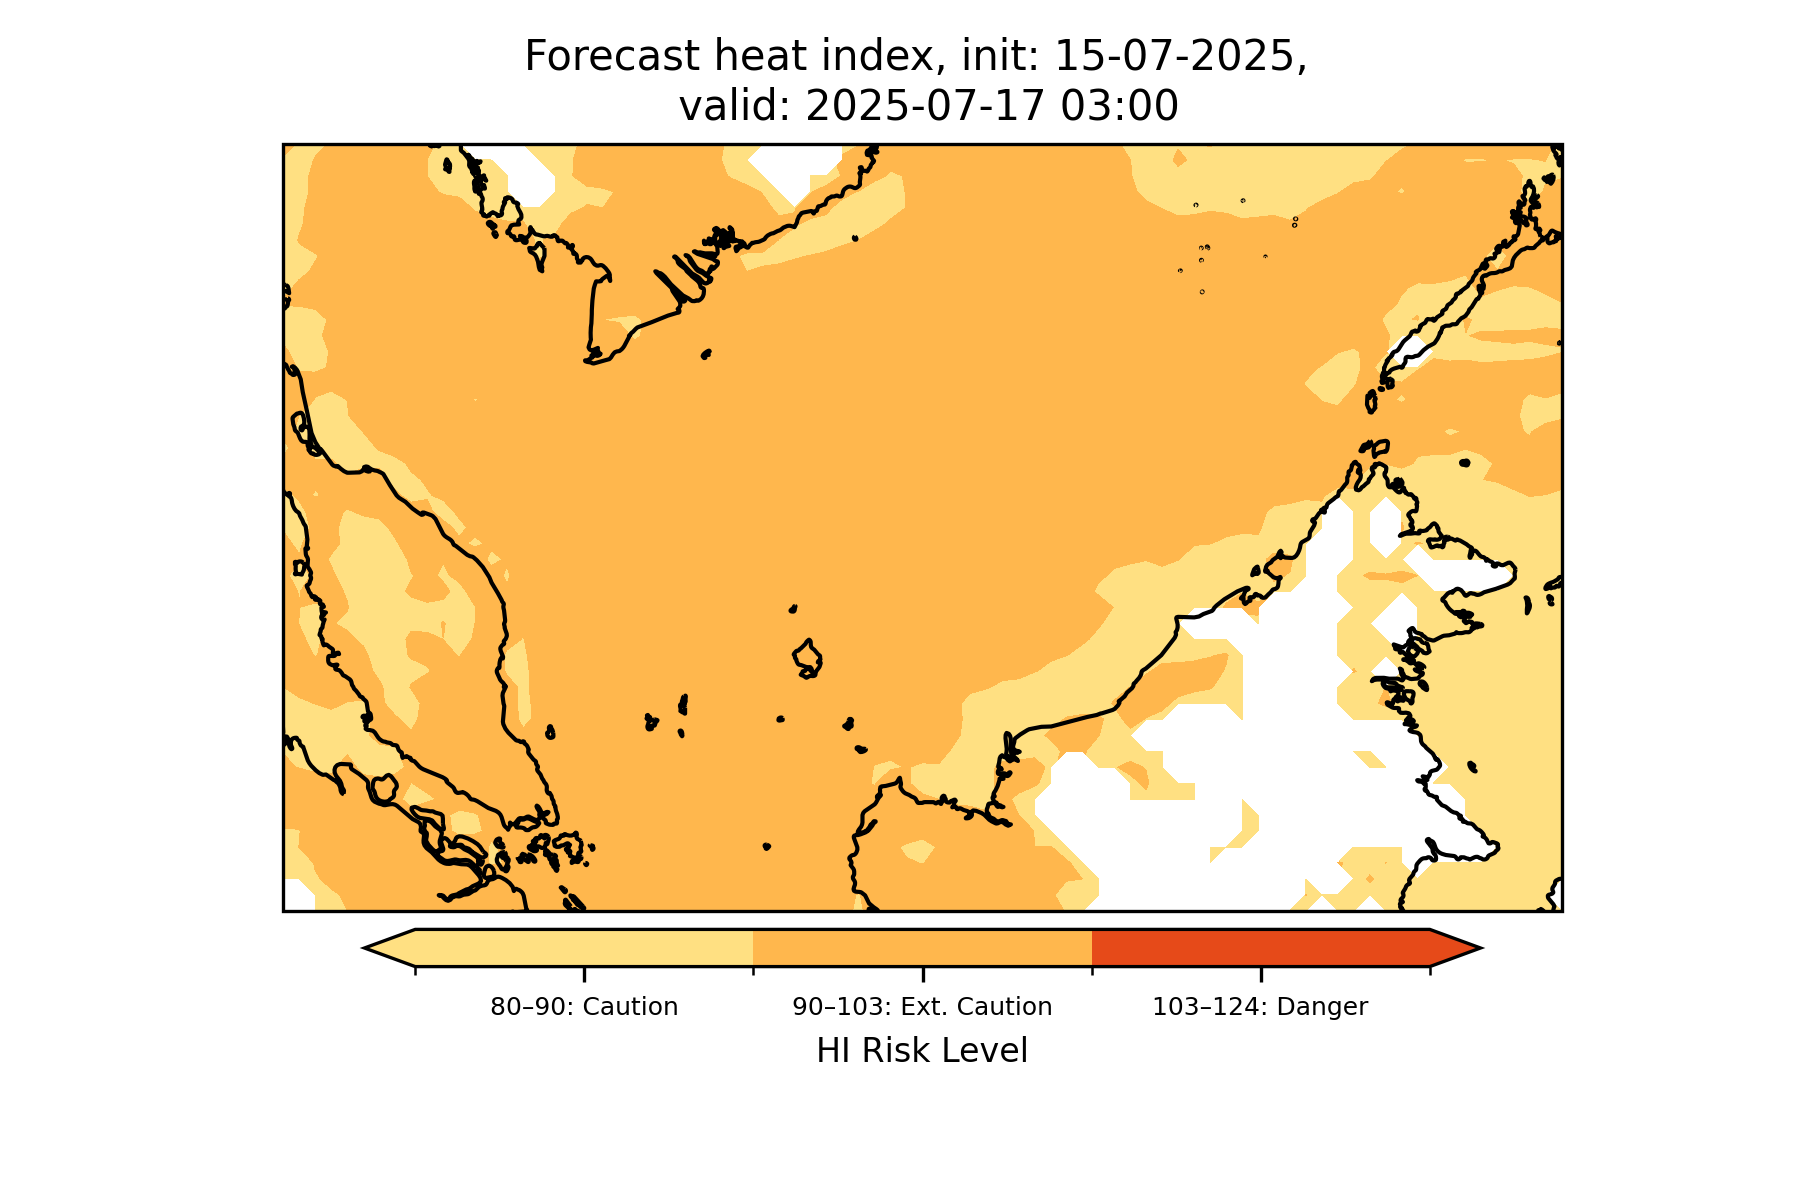 Forecast heat index, init: 15-07-2025,
valid: 2025-07-17 03:00
80–90: Caution
90–103: Ext. Caution
103–124: Danger
HI Risk Level